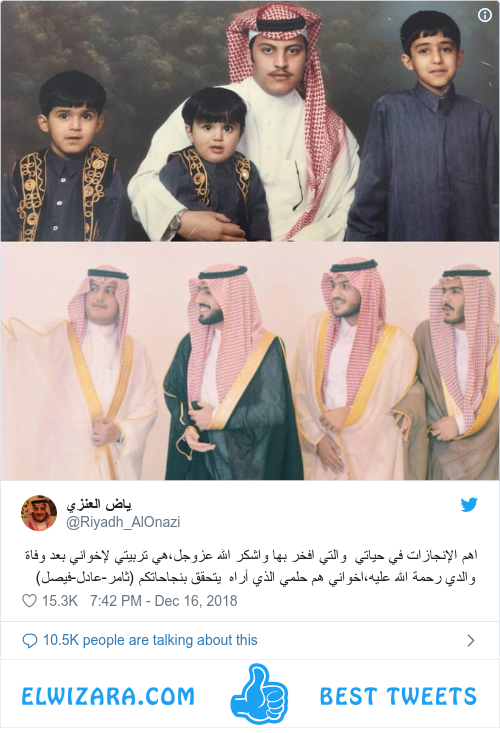 ياض العنزي
@Riyadh_AlOnazi
اهم الإنجازات في حياتي والتي افخر بها واشكر الله عزوجل،هي تربيتي لإخواني بعد وفاة
والدي رحمة الله عليه،اخواني هم حلمي الذي أراه يتحقق بنجاحاتكم (ثامر-عادل-فيصل)
15.3K 7:42 PM - Dec 16, 2018
10.5K people are talking about this
ELWIZARA.COM BEST TWEETS